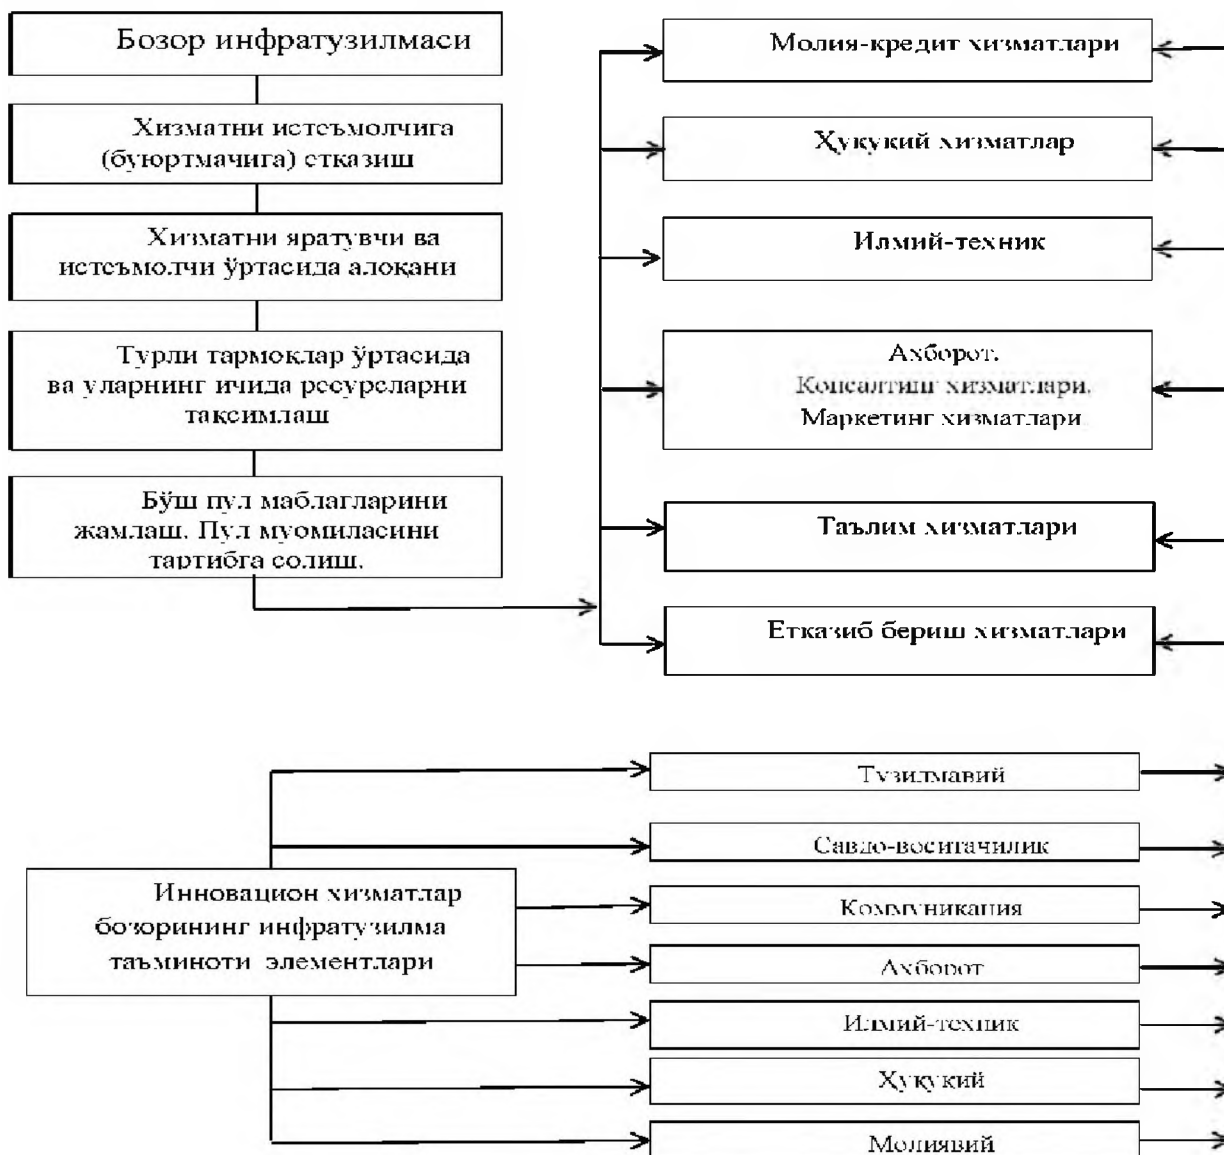 Бозор инфратузилмаси
Хизматни истеъмолчига
(буюртмачига) етказиш
Хизматни яратувчи ва
истеъмолчи ўртасида алоқани
Турли тармоқлар ўртасида
ва уларнинг ичида ресурсларни
тақсимлаш
Бўш пул маблағларини
жамлаш. Пул муомиласини
тартибга солиш.
Молия-кредит хизматлари
Ҳуқуқий хизматлар
Илмий-техник
Ахборот.
Консалтинг хизматлари.
Маркетинг хизматлари
Таълим хизматлари
Етказиб бериш хизматлари
Инновацион хизматлар
бозорининг инфратузилма
таъминоти элементлари
Тузилмавий
Савдо-воситачилик
Коммуникация
Ахборот
Илмий-техник
Ҳуқуқий
Молиявий